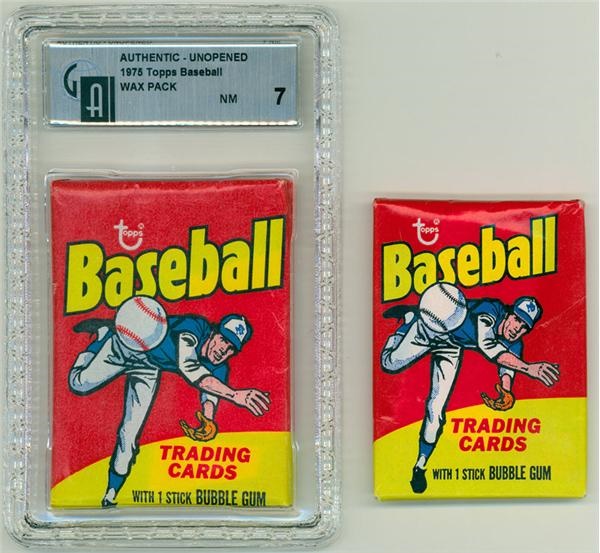 AUTHENTIC - UNOPENED
1975 Topps Baseball
WAX PACK
NM 7
GA
topps
Baseball
TRADING
CARDS
WITH 1 STICK BUBBLE GUM
topps
Baseball
TRADING
CARDS
WITH 1 STICK BUBBLE GUM